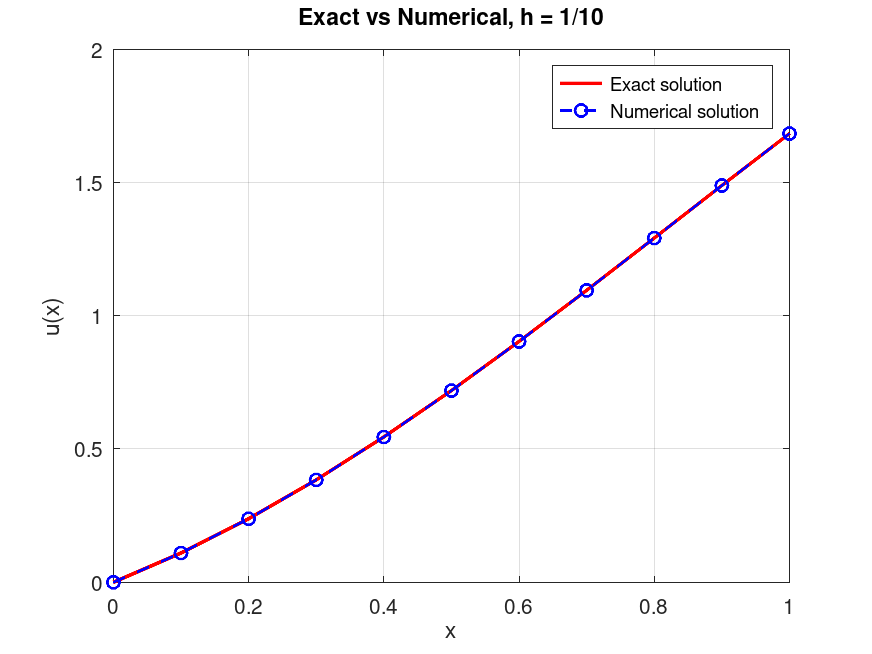 Exact vs Numerical, h = 1/10
Exact solution
Numerical solution
2
1.5
1
0.5
0
u(x)
0 0.2 0.4 0.6 0.8 1
x